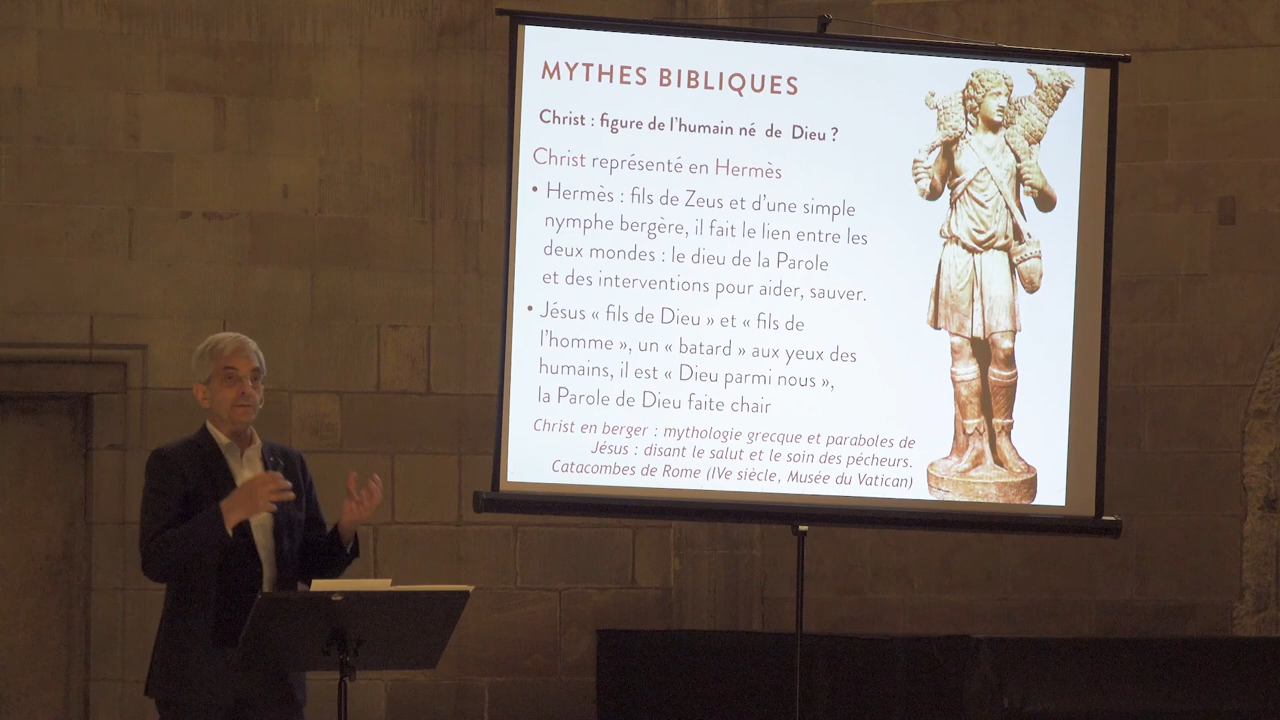 MYTHES BIBLIQUES
Christ : figure de l'humain né de Dieu ?
Christ représenté en Hermès
• Hermès : fils de Zeus et d'une simple
nymphe bergère, il fait le lien entre les
deux mondes : le dieu de la Parole
et des interventions pour aider, sauver.
• Jésus « fils de Dieu » et « fils de
l'homme », un « batard » aux yeux des
humains, il est « Dieu parmi nous »,
la Parole de Dieu faite chair
Christ en berger : mythologie grecque et paraboles de
Jésus : disant le salut et le soin des pécheurs.
Catacombes de Rome (IVe siècle, Musée du Vatican)